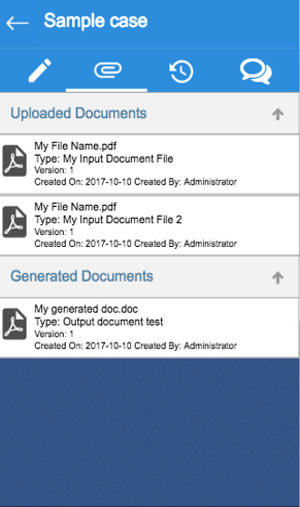 Sample case
Uploaded Documents
My File Name.pdf
Type: My Input Document File
Version: 1
Created On: 2017-10-10 Created By: Administrator
My File Name.pdf
Type: My Input Document File 2
Version: 1
Created On: 2017-10-10 Created By: Administrator
Generated Documents
My generated doc.doc
Type: Output document test
Version: 1
Created On: 2017-10-10 Created By: Administrator